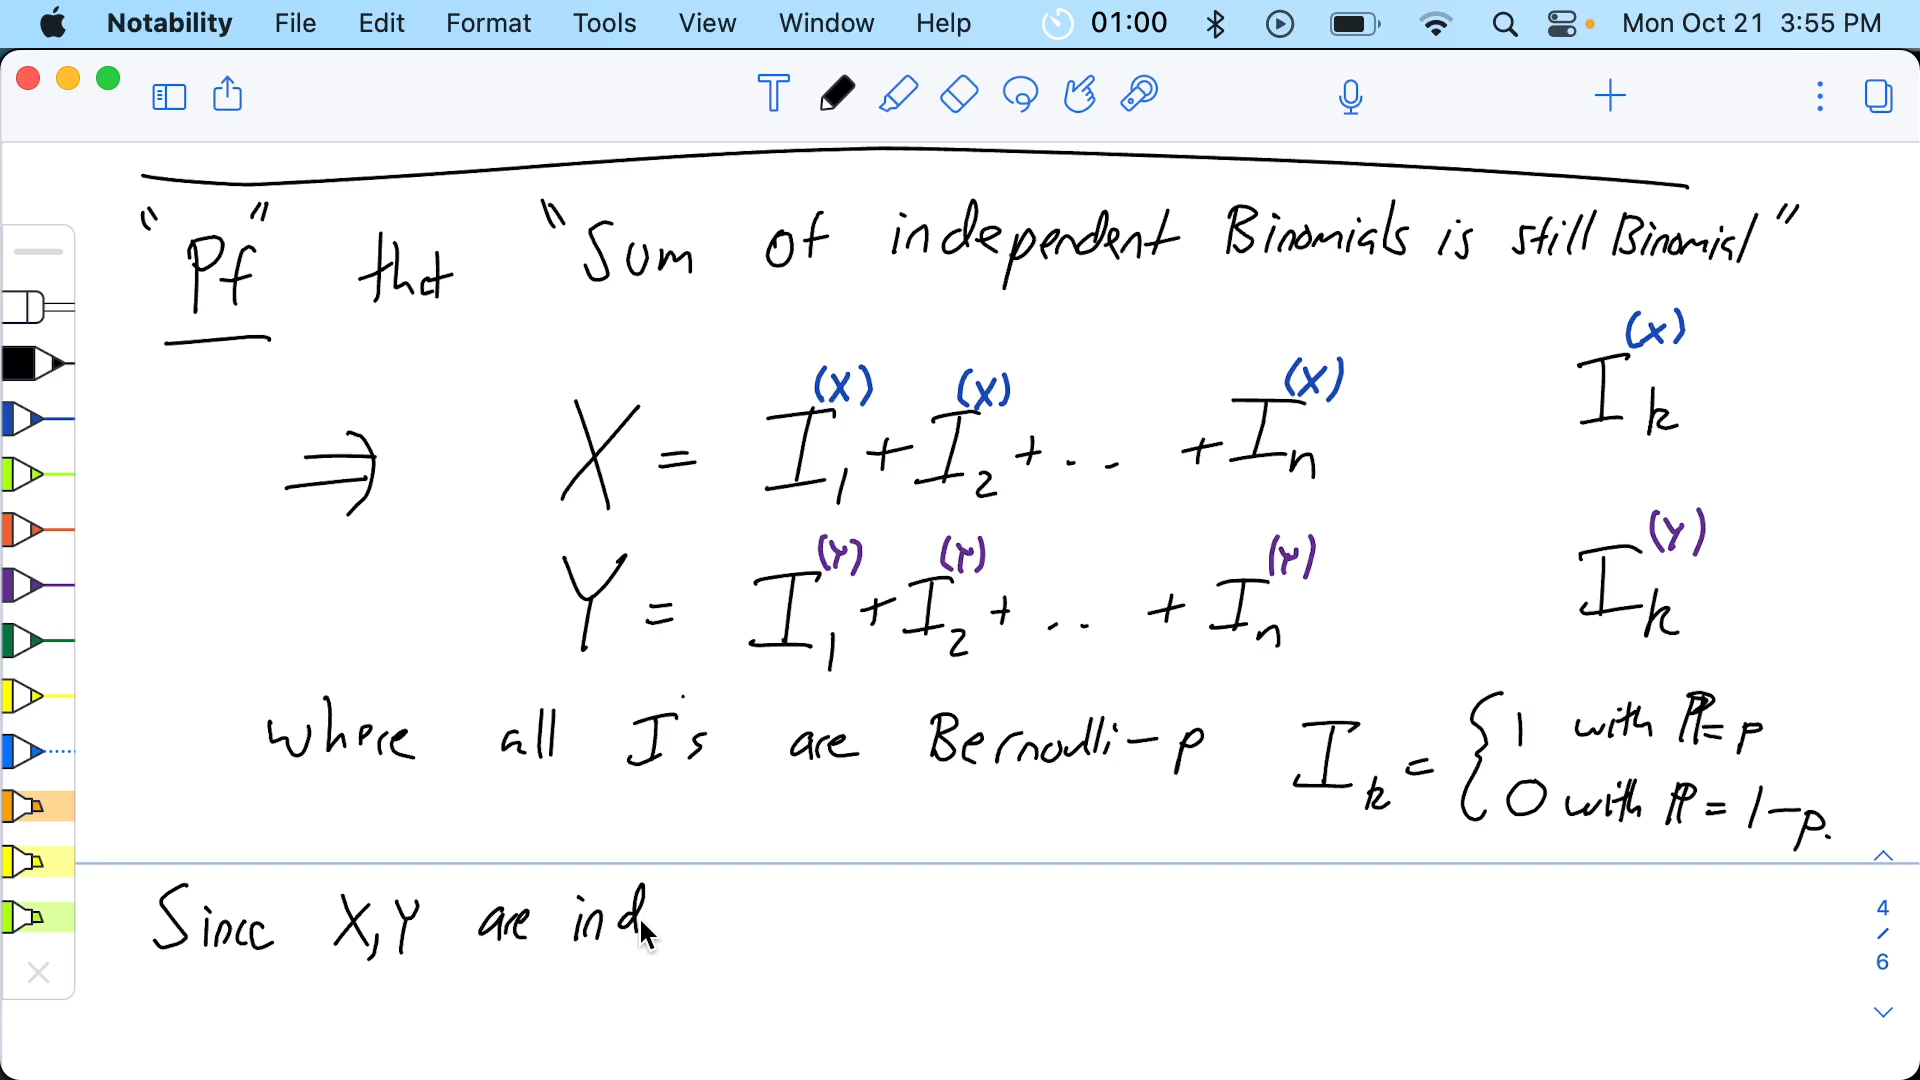 Notability File Edit Format Tools View Window Help 01:00 Mon Oct 21 3:55 PM
"Pf" that "Sum of independent Binomials is still Binomial"
⇒ X = I₁⁽ˣ⁾ + I₂⁽ˣ⁾ + ... + Iₙ⁽ˣ⁾ Iₖ⁽ˣ⁾
Y = I₁⁽ʸ⁾ + I₂⁽ʸ⁾ + ... + Iₙ⁽ʸ⁾ Iₖ⁽ʸ⁾
where all I's are Bernoulli-p Iₖ = { 1 with ℙ = p
0 with ℙ = 1-p.
Since X,Y are ind
4
/
6